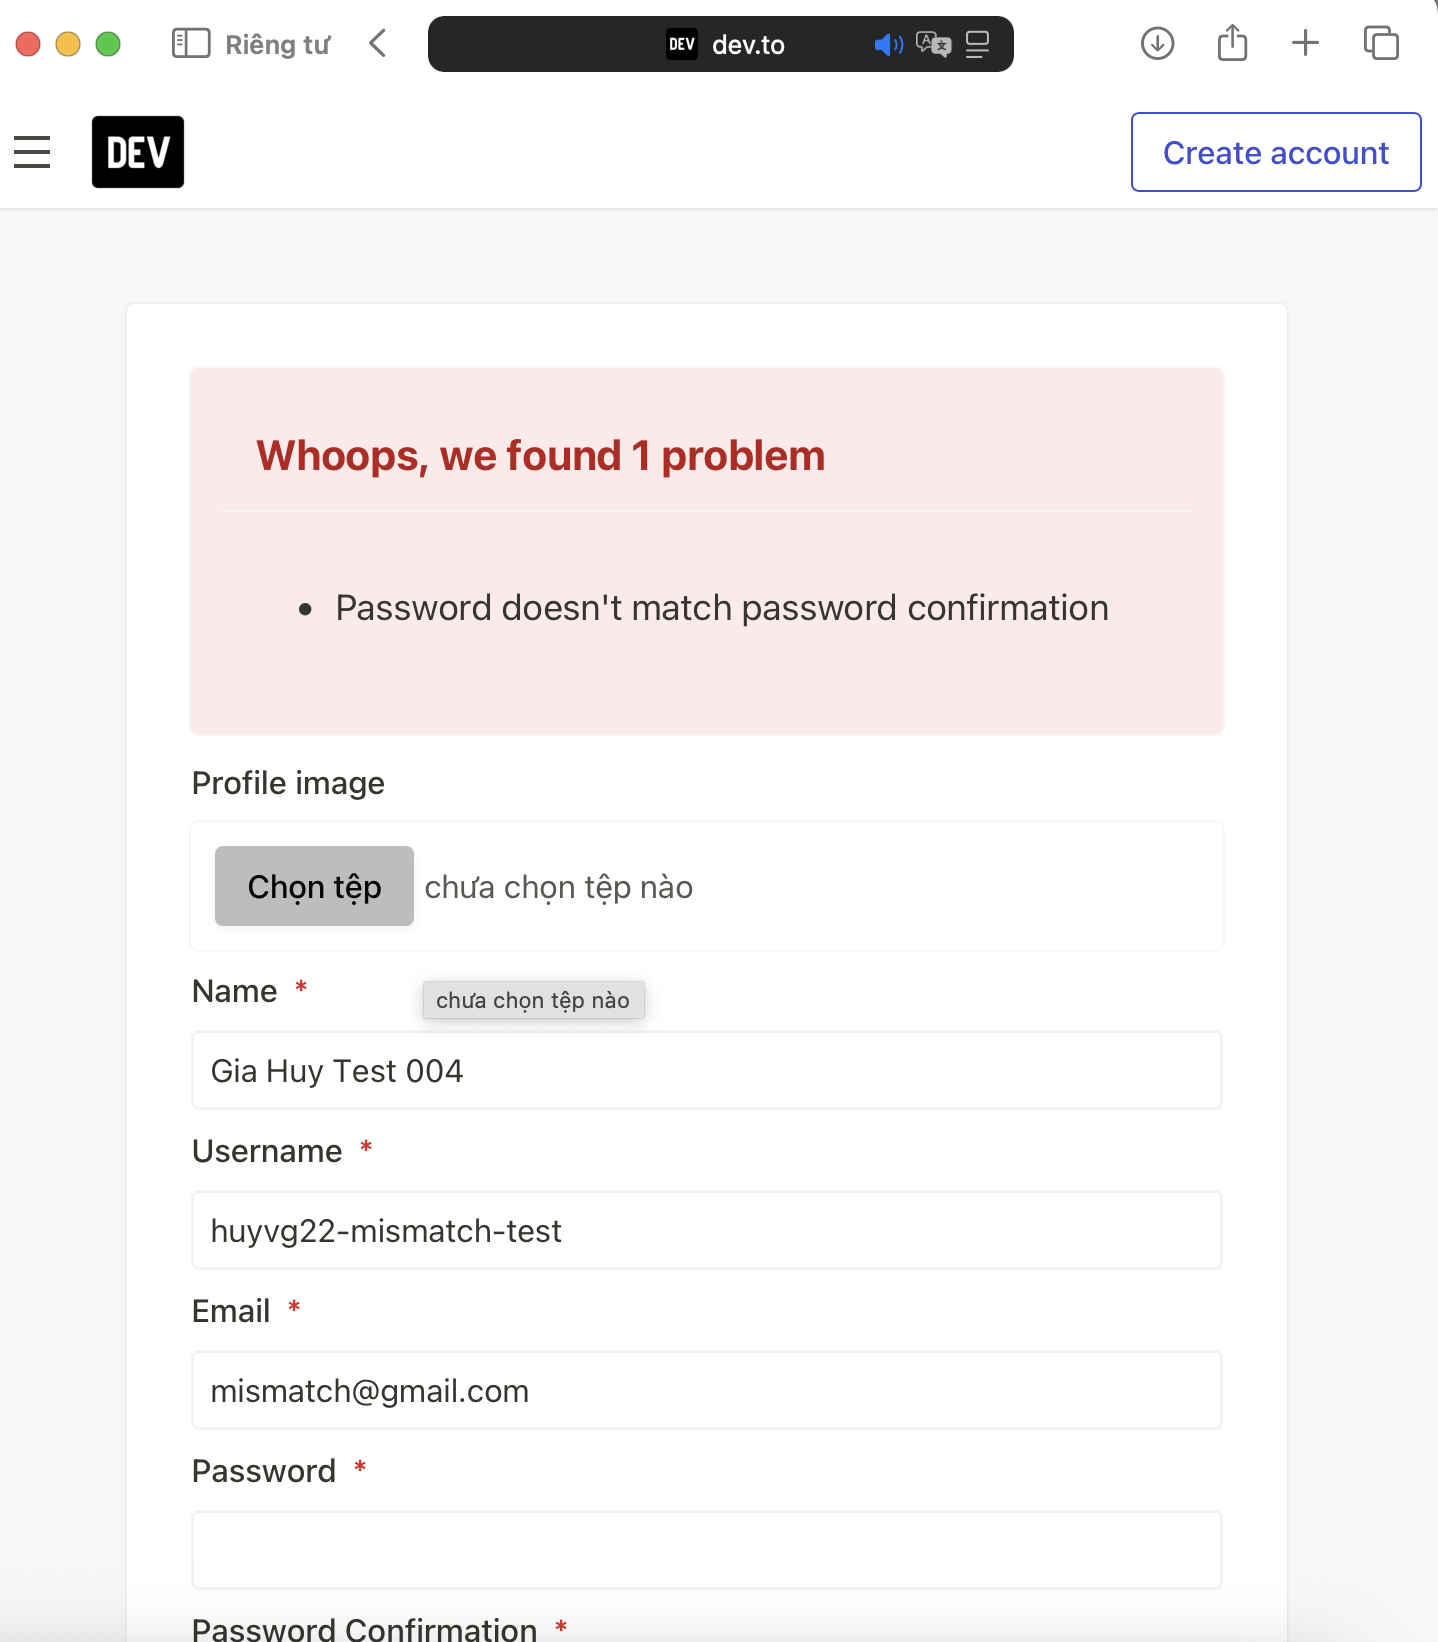 Riêng tư
DEV dev.to
DEV
Create account
Whoops, we found 1 problem
• Password doesn't match password confirmation
Profile image
Chọn tệp chưa chọn tệp nào
Name *
chưa chọn tệp nào
Gia Huy Test 004
Username *
huyvg22-mismatch-test
Email *
mismatch@gmail.com
Password *
Password Confirmation *